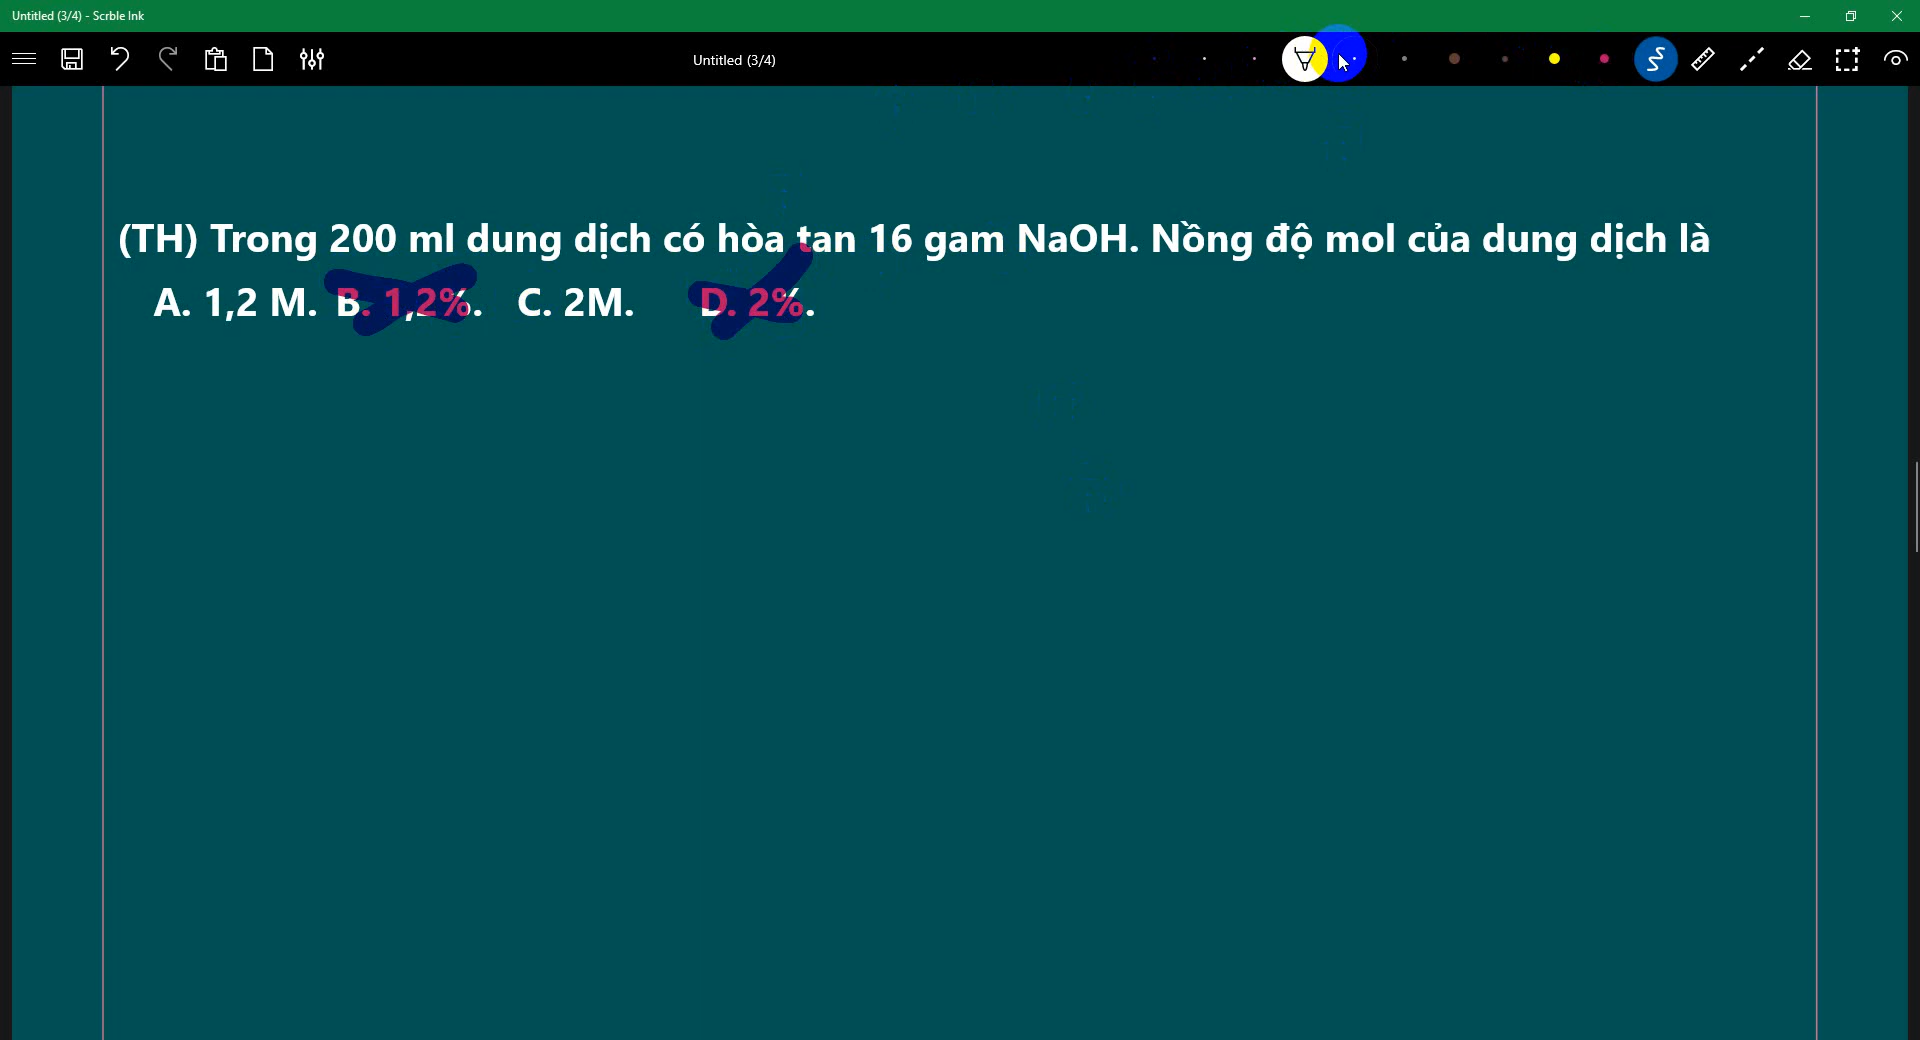 Untitled (3/4) - Scrble Ink
Untitled (3/4)
(TH) Trong 200 ml dung dịch có hòa tan 16 gam NaOH. Nồng độ mol của dung dịch là
A. 1,2 M. B. 1,2%. C. 2M. D. 2%.